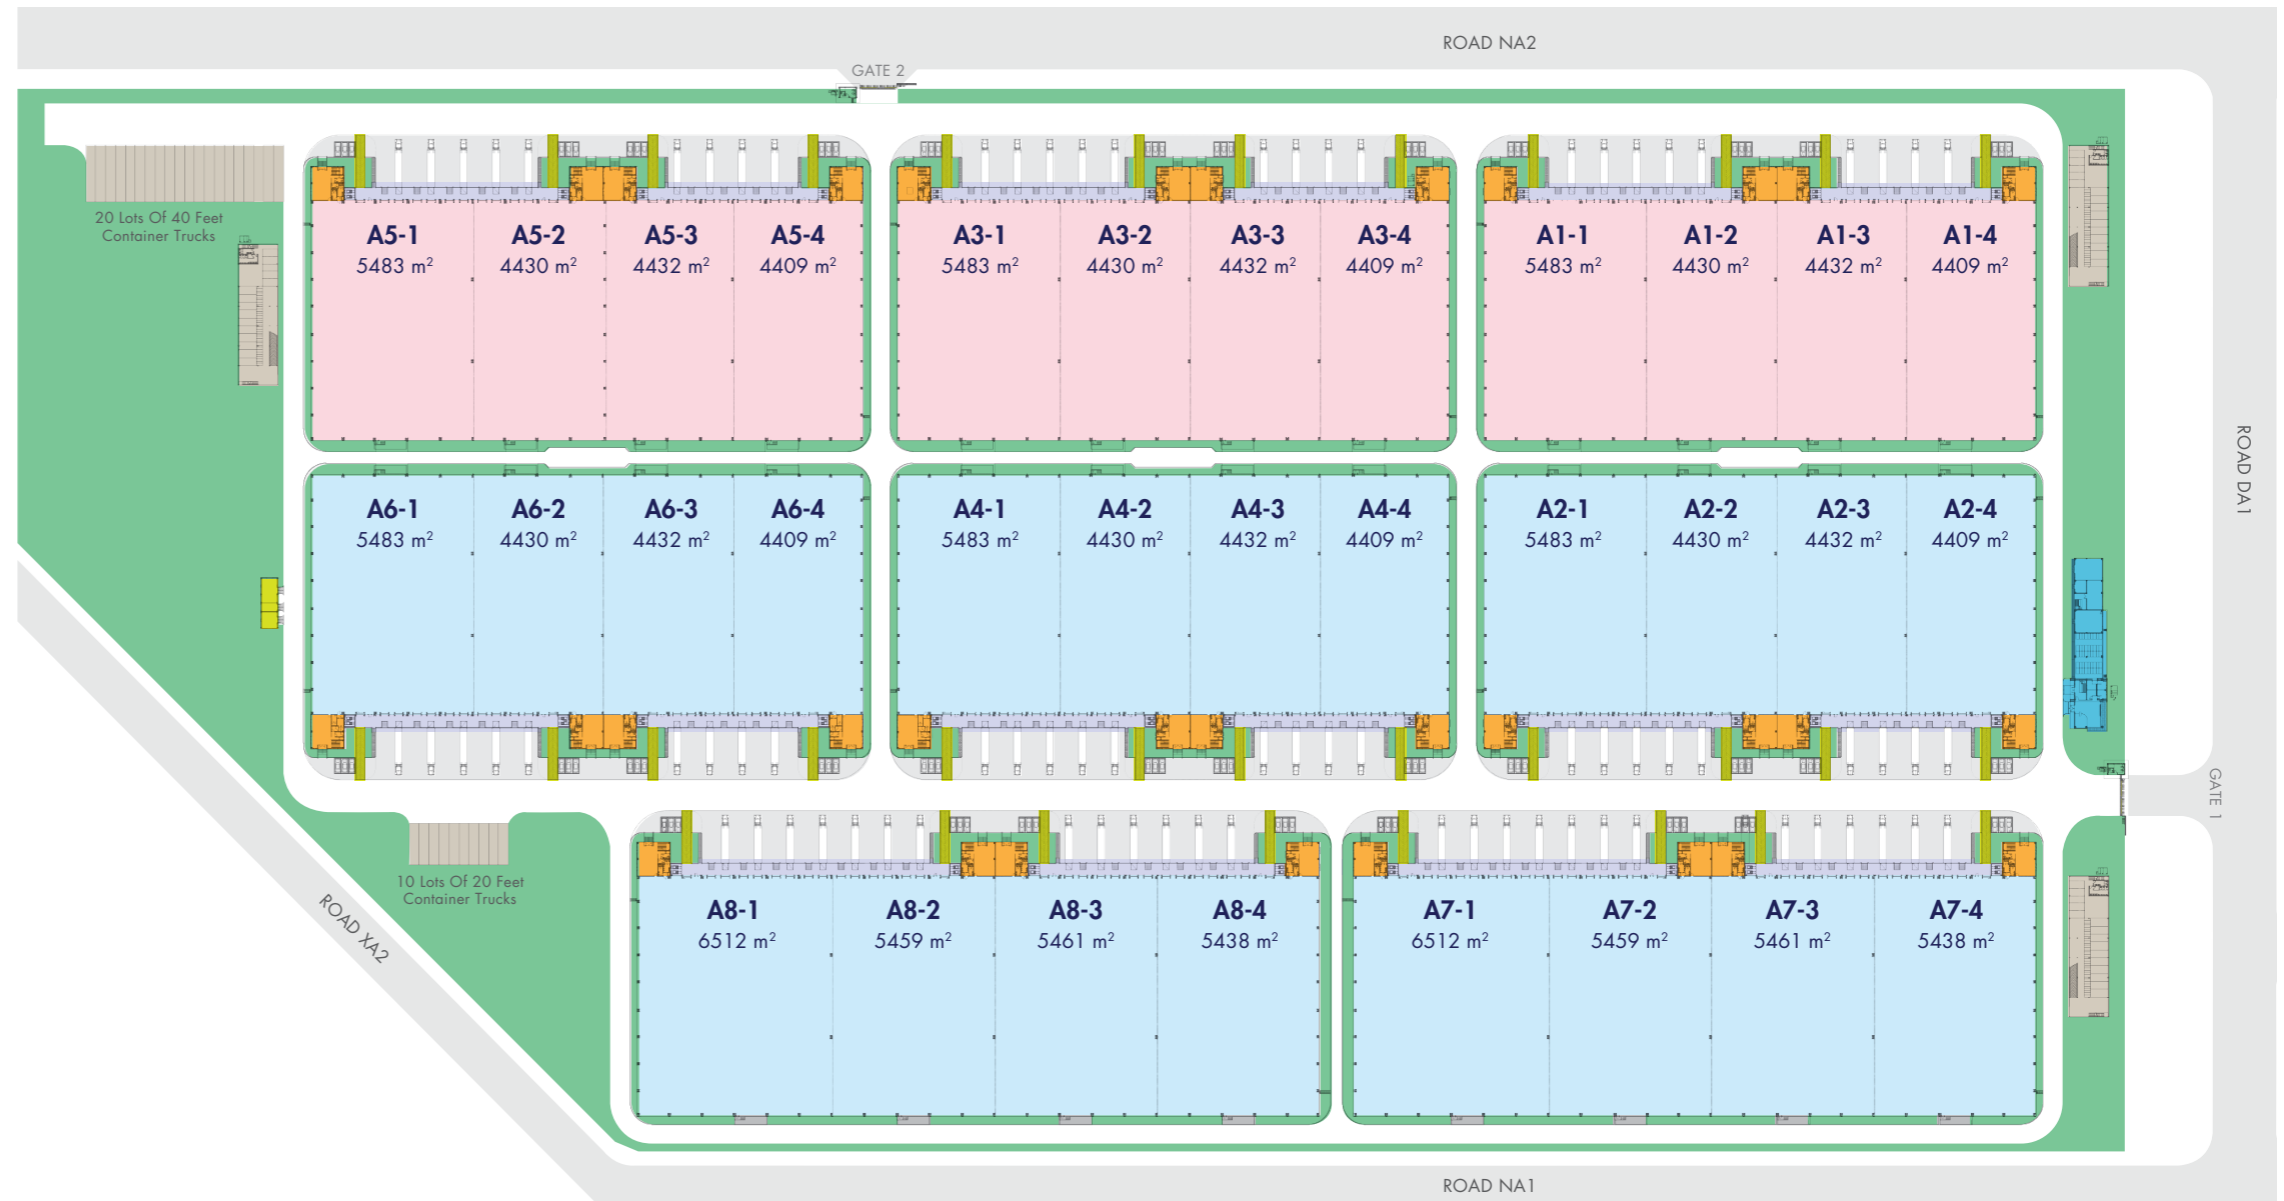 ROAD NA2
GATE 2
20 Lots Of 40 Feet
Container Trucks
A5-1
5483 m²
A5-2
4430 m²
A5-3
4432 m²
A5-4
4409 m²
A3-1
5483 m²
A3-2
4430 m²
A3-3
4432 m²
A3-4
4409 m²
A1-1
5483 m²
A1-2
4430 m²
A1-3
4432 m²
A1-4
4409 m²
ROAD DA1
A6-1
5483 m²
A6-2
4430 m²
A6-3
4432 m²
A6-4
4409 m²
A4-1
5483 m²
A4-2
4430 m²
A4-3
4432 m²
A4-4
4409 m²
A2-1
5483 m²
A2-2
4430 m²
A2-3
4432 m²
A2-4
4409 m²
GATE 1
10 Lots Of 20 Feet
Container Trucks
ROAD XA2
A8-1
6512 m²
A8-2
5459 m²
A8-3
5461 m²
A8-4
5438 m²
A7-1
6512 m²
A7-2
5459 m²
A7-3
5461 m²
A7-4
5438 m²
ROAD NA1